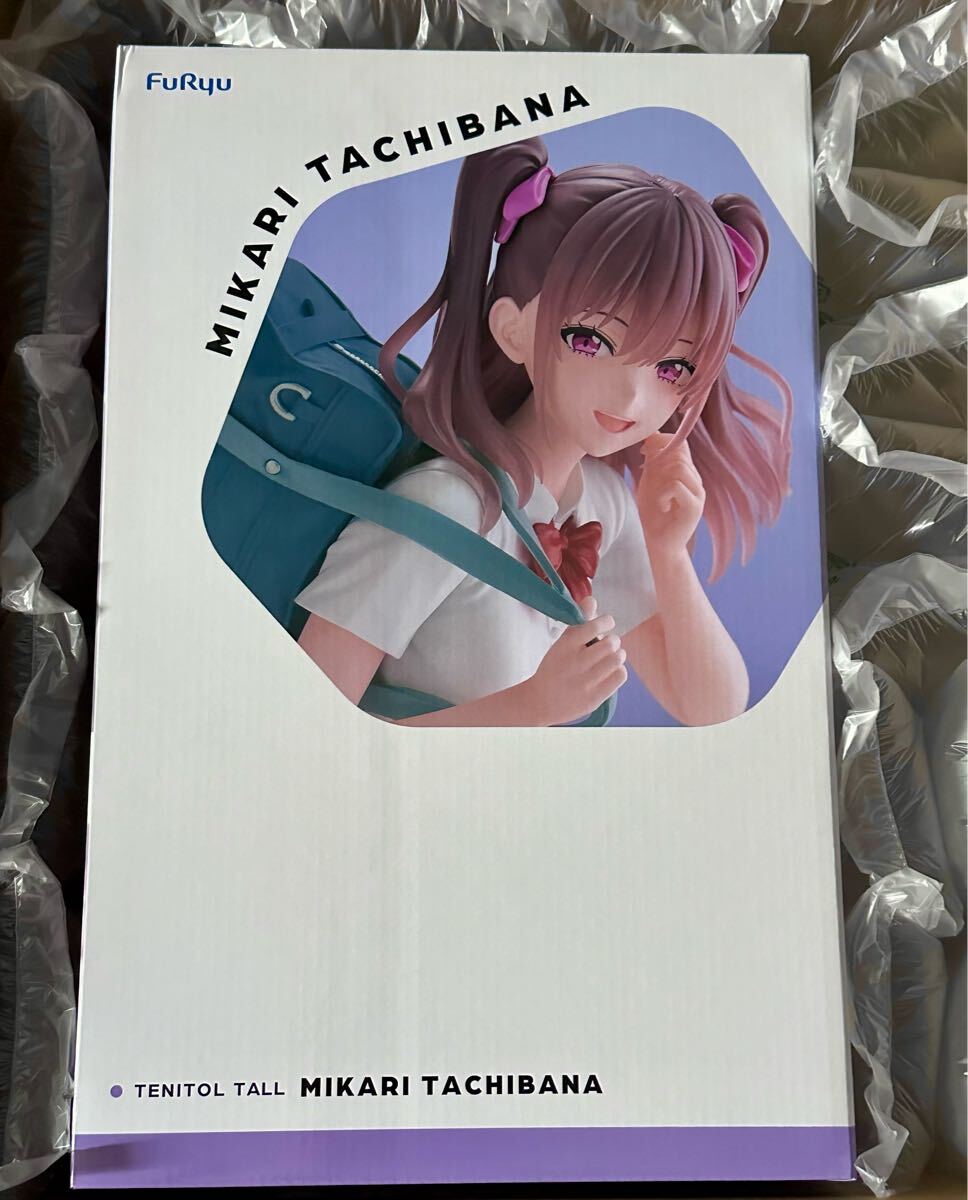 FuRyu
MIKARI TACHIBANA
C
TENITOL TALL MIKARI TACHIBANA